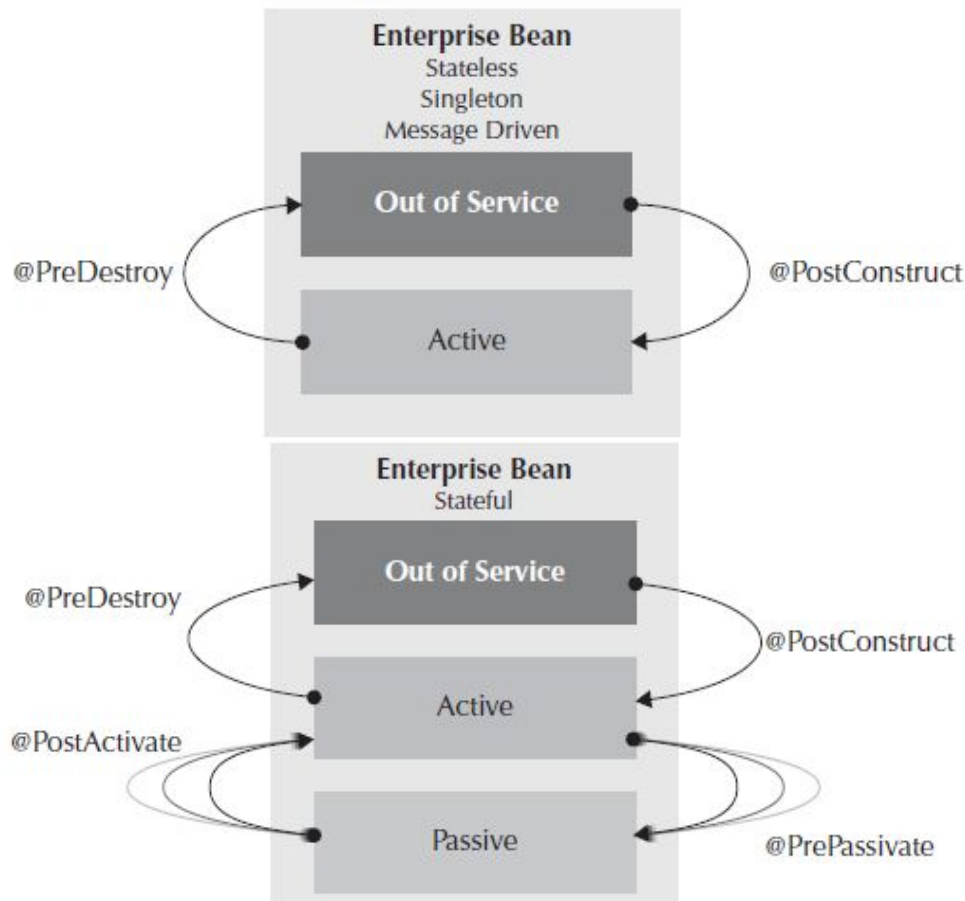 Enterprise Bean
Stateless
Singleton
Message Driven
Out of Service
@PreDestroy
@PostConstruct
Active
Enterprise Bean
Stateful
Out of Service
@PreDestroy
@PostConstruct
Active
@PostActivate
Passive
@PrePassivate